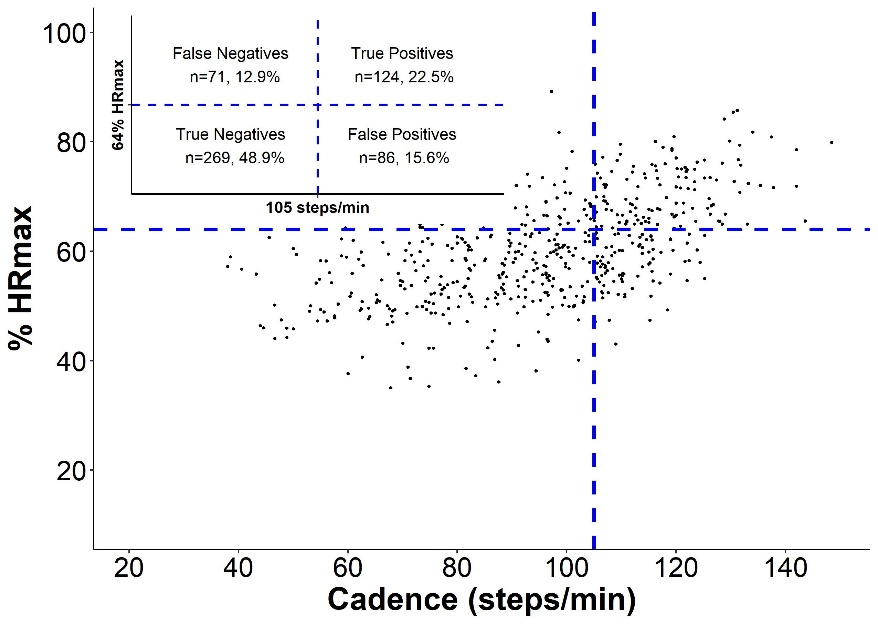 100
80
60
40
20
% HRmax
False Negatives
n=71, 12.9%
True Positives
n=124, 22.5%
True Negatives
n=269, 48.9%
False Positives
n=86, 15.6%
64% HRmax
105 steps/min
20 40 60 80 100 120 140
Cadence (steps/min)